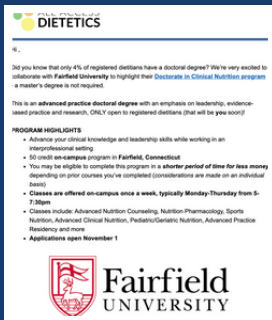 ALL ACCESS
DIETETICS
Hi ,
Did you know that only 4% of registered dietitians have a doctoral degree? We're very excited to
collaborate with Fairfield University to highlight their Doctorate in Clinical Nutrition program
- a master's degree is not required.
This is an advanced practice doctoral degree with an emphasis on leadership, evidence-
based practice and research, ONLY open to registered dietitians (that will be you soon)!
PROGRAM HIGHLIGHTS
• Advance your clinical knowledge and leadership skills while working in an
interprofessional setting
• 50 credit on-campus program in Fairfield, Connecticut
• You may be eligible to complete this program in a shorter period of time for less money
depending on prior courses you've completed (considerations are made on an individual
basis)
• Classes are offered on-campus once a week, typically Monday-Thursday from 5-
7:30pm
• Classes include: Advanced Nutrition Counseling, Nutrition-Pharmacology, Sports
Nutrition, Advanced Clinical Nutrition, Pediatric/Geriatric Nutrition, Advanced Practice
Residency and more
• Applications open November 1
Fairfield
UNIVERSITY